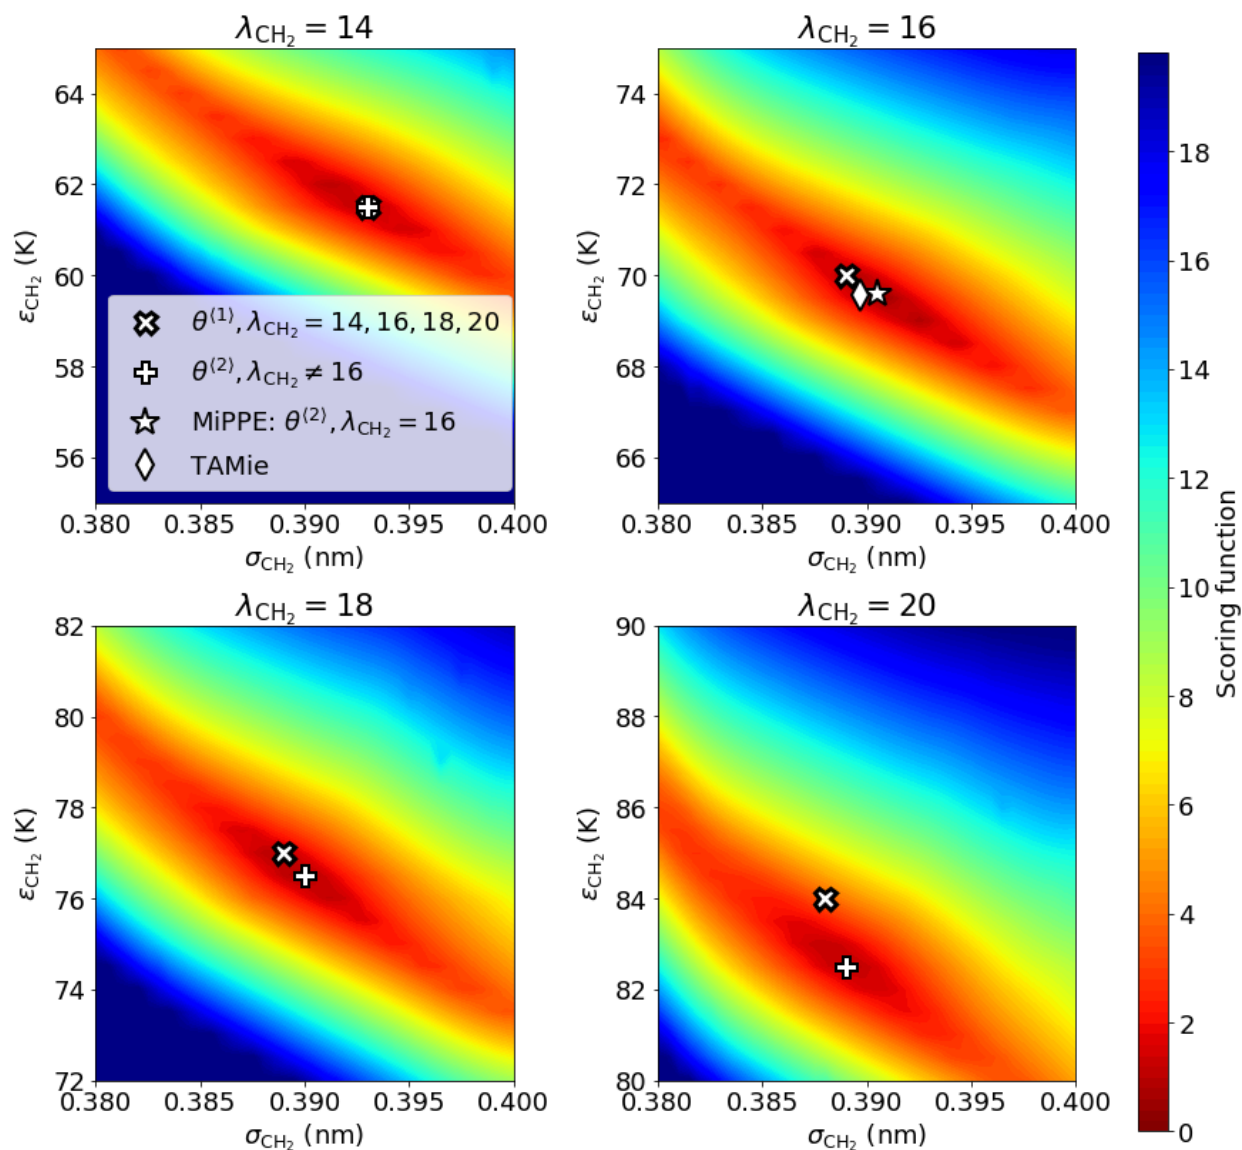 λCH₂ = 14
64
62
60
58
56
εCH₂ (K)
0.380 0.385 0.390 0.395 0.400
σCH₂ (nm)
θ⟨1⟩, λCH₂ = 14, 16, 18, 20
θ⟨2⟩, λCH₂ ≠ 16
MiPPE: θ⟨2⟩, λCH₂ = 16
TAMie
λCH₂ = 16
74
72
70
68
66
εCH₂ (K)
0.380 0.385 0.390 0.395 0.400
σCH₂ (nm)
λCH₂ = 18
82
80
78
76
74
72
εCH₂ (K)
0.380 0.385 0.390 0.395 0.400
σCH₂ (nm)
λCH₂ = 20
90
88
86
84
82
80
εCH₂ (K)
0.380 0.385 0.390 0.395 0.400
σCH₂ (nm)
18
16
14
12
10
8
6
4
2
0
Scoring function